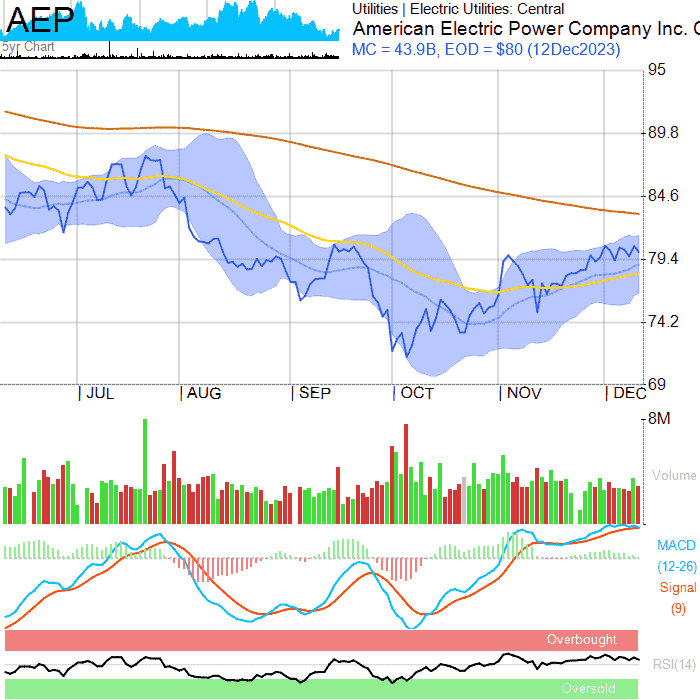 AEP
5yr Chart
Utilities | Electric Utilities: Central
American Electric Power Company Inc. C
MC = 43.9B, EOD = $80 (12Dec2023)
95
89.8
84.6
79.4
74.2
69
| JUL | AUG | SEP | OCT | NOV | DEC
8M
Volume
MACD
(12-26)
Signal
(9)
Overbought
RSI(14)
Oversold